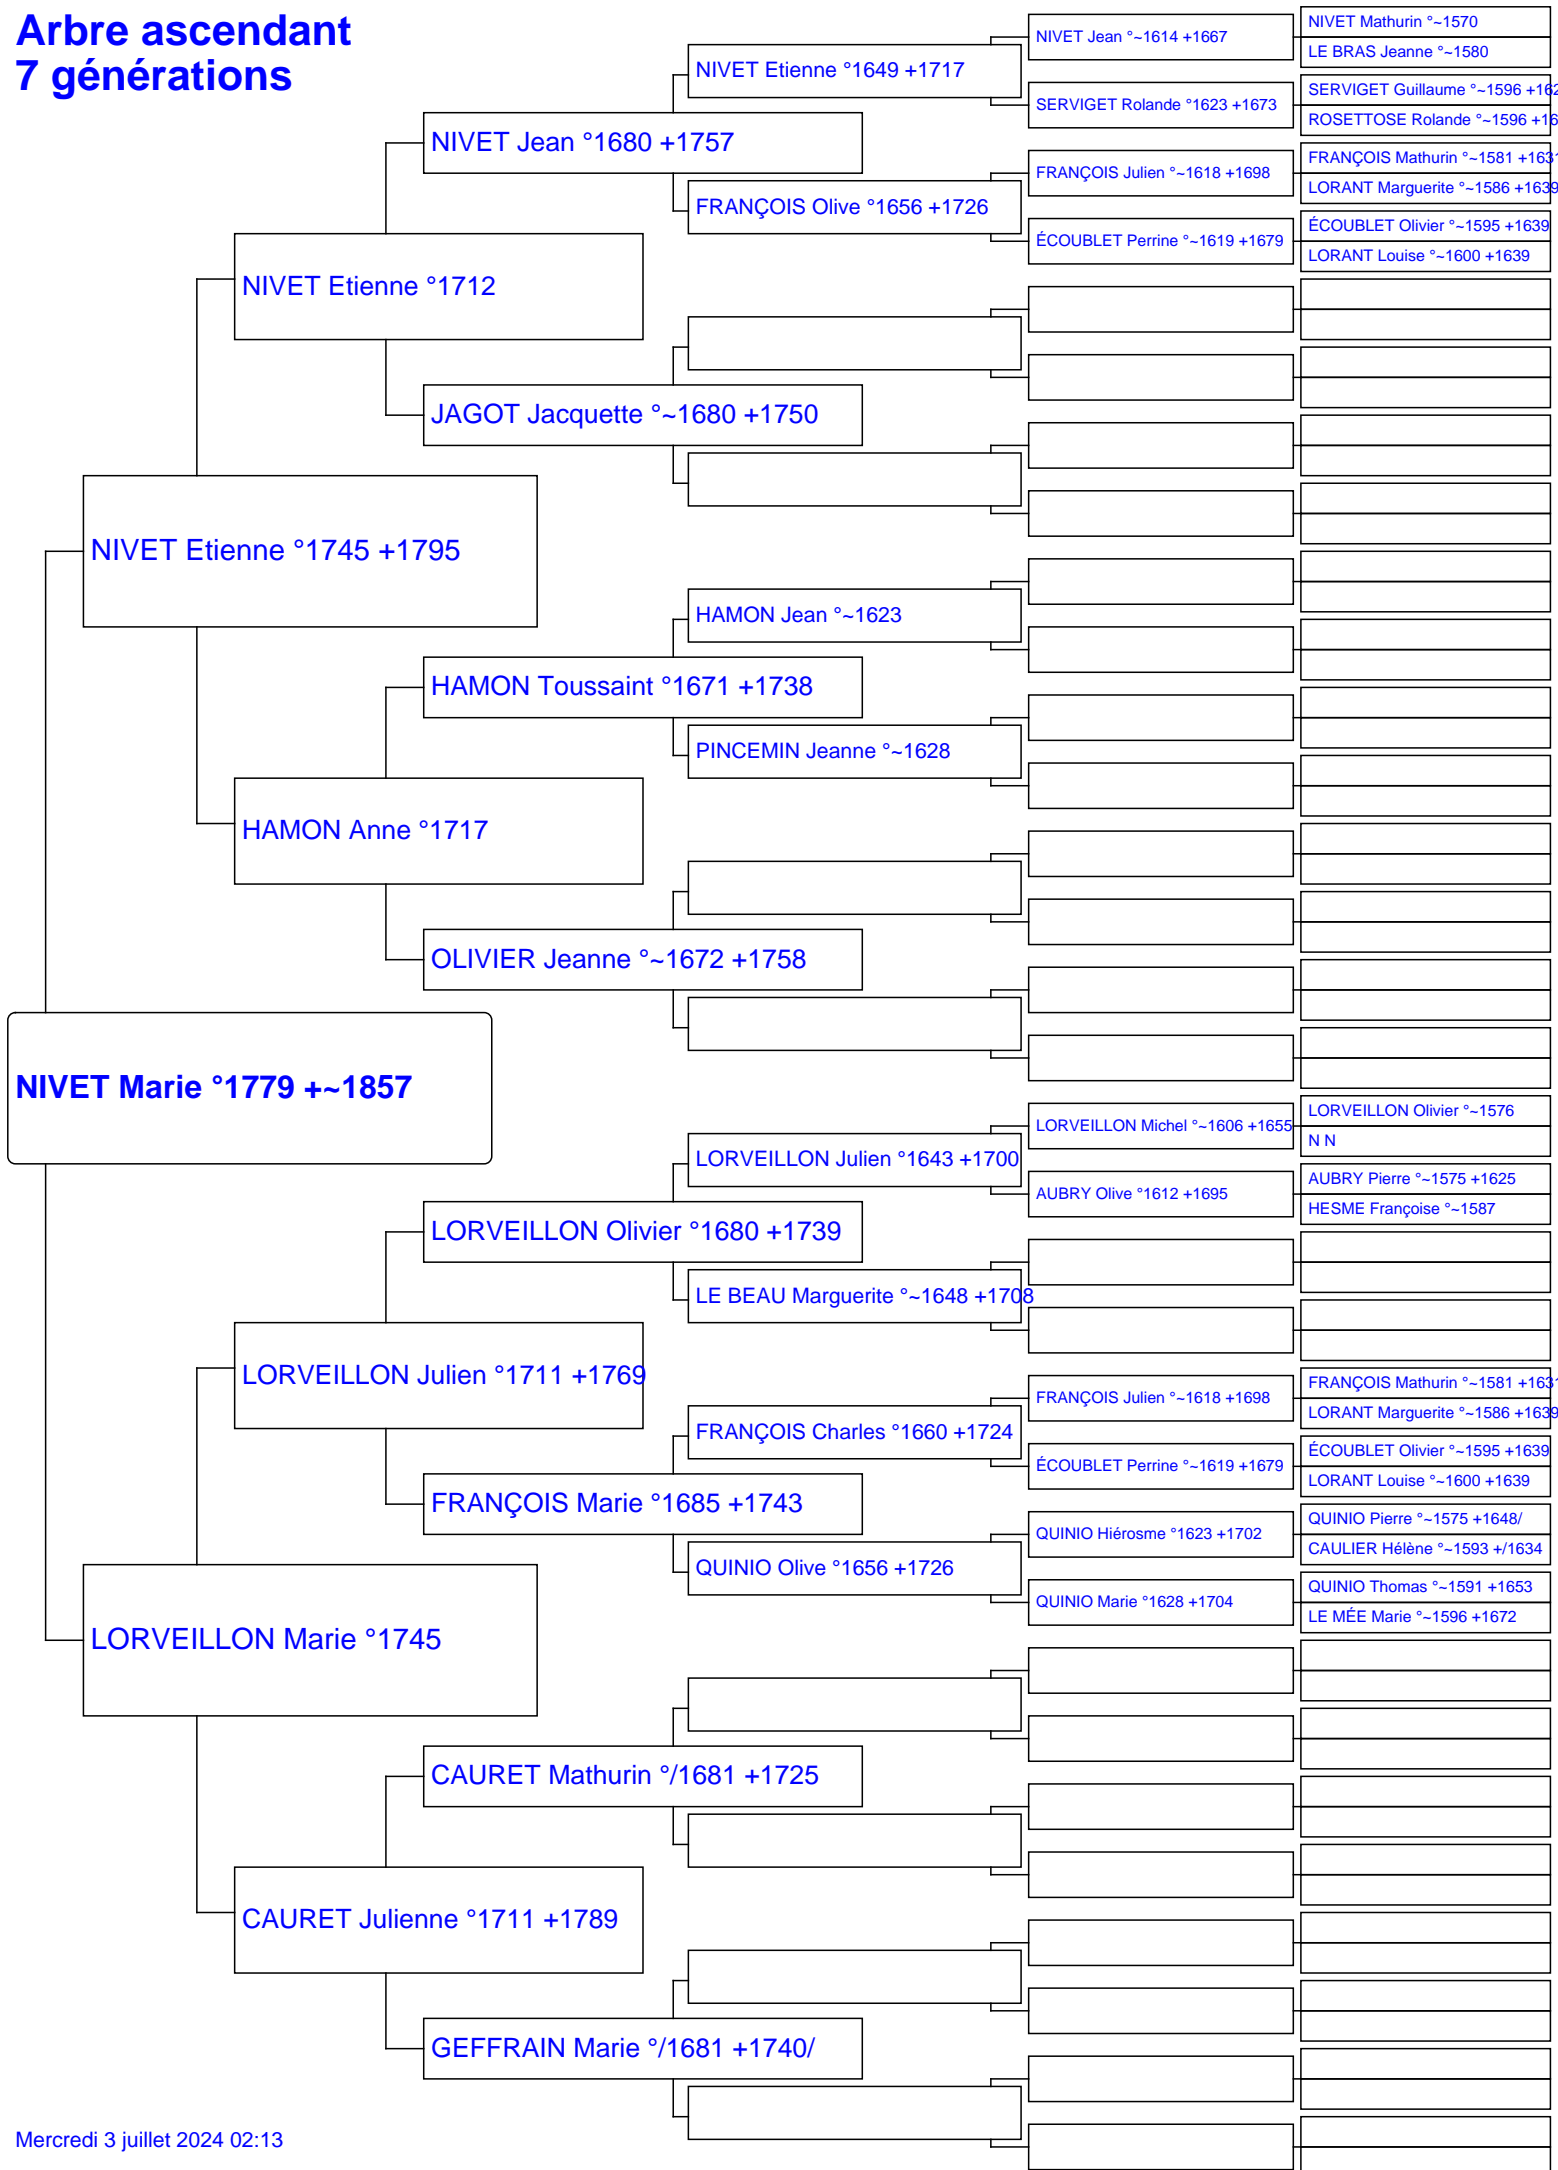 Arbre ascendant
7 générations
NIVET Marie °1779 +~1857
NIVET Etienne °1745 +1795
LORVEILLON Marie °1745
NIVET Etienne °1712
HAMON Anne °1717
LORVEILLON Julien °1711 +1769
CAURET Julienne °1711 +1789
NIVET Jean °1680 +1757
JAGOT Jacquette °~1680 +1750
HAMON Toussaint °1671 +1738
OLIVIER Jeanne °~1672 +1758
LORVEILLON Olivier °1680 +1739
FRANÇOIS Marie °1685 +1743
CAURET Mathurin °/1681 +1725
GEFFRAIN Marie °/1681 +1740/
NIVET Etienne °1649 +1717
FRANÇOIS Olive °1656 +1726
HAMON Jean °~1623
PINCEMIN Jeanne °~1628
LORVEILLON Julien °1643 +1700
LE BEAU Marguerite °~1648 +1708
FRANÇOIS Charles °1660 +1724
QUINIO Olive °1656 +1726
NIVET Jean °~1614 +1667
SERVIGET Rolande °1623 +1673
FRANÇOIS Julien °~1618 +1698
ÉCOUBLET Perrine °~1619 +1679
LORVEILLON Michel °~1606 +1655
AUBRY Olive °1612 +1695
FRANÇOIS Julien °~1618 +1698
ÉCOUBLET Perrine °~1619 +1679
QUINIO Hiérosme °1623 +1702
QUINIO Marie °1628 +1704
NIVET Mathurin °~1570
LE BRAS Jeanne °~1580
SERVIGET Guillaume °~1596
ROSETTOSE Rolande °~1596
FRANÇOIS Mathurin °~1581 +1631
LORANT Marguerite °~1586 +1639
ÉCOUBLET Olivier °~1595 +1639
LORANT Louise °~1600 +1639
LORVEILLON Olivier °~1576
N N
AUBRY Pierre °~1575 +1625
HESME Françoise °~1587
FRANÇOIS Mathurin °~1581 +1631
LORANT Marguerite °~1586 +1639
ÉCOUBLET Olivier °~1595 +1639
LORANT Louise °~1600 +1639
QUINIO Pierre °~1575 +1648/
CAULIER Hélène °~1593 +/1634
QUINIO Thomas °~1591 +1653
LE MÉE Marie °~1596 +1672
Mercredi 3 juillet 2024 02:13